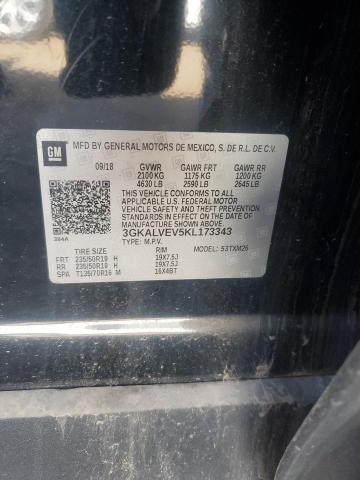 GM
MFD BY GENERAL MOTORS DE MEXICO, S. DE R.L. DE C.V.
09/18 GVWR GAWR FRT GAWR RR
2100 KG 1175 KG 1200 KG
4630 LB 2590 LB 2645 LB
THIS VEHICLE CONFORMS TO ALL
APPLICABLE U.S. FEDERAL MOTOR
VEHICLE SAFETY, BUMPER, AND THEFT
PREVENTION STANDARDS IN EFFECT ON
THE DATE OF MANUFACTURE SHOWN ABOVE.
3GKALVEV5KL173343
TYPE: M.P.V. MODEL: 53TXM26
TIRE SIZE RIM
FRT 235/50R19 H 19X7.5J
RR 235/50R19 H 19X7.5J
SPA T135/70R16 M 16X4BT